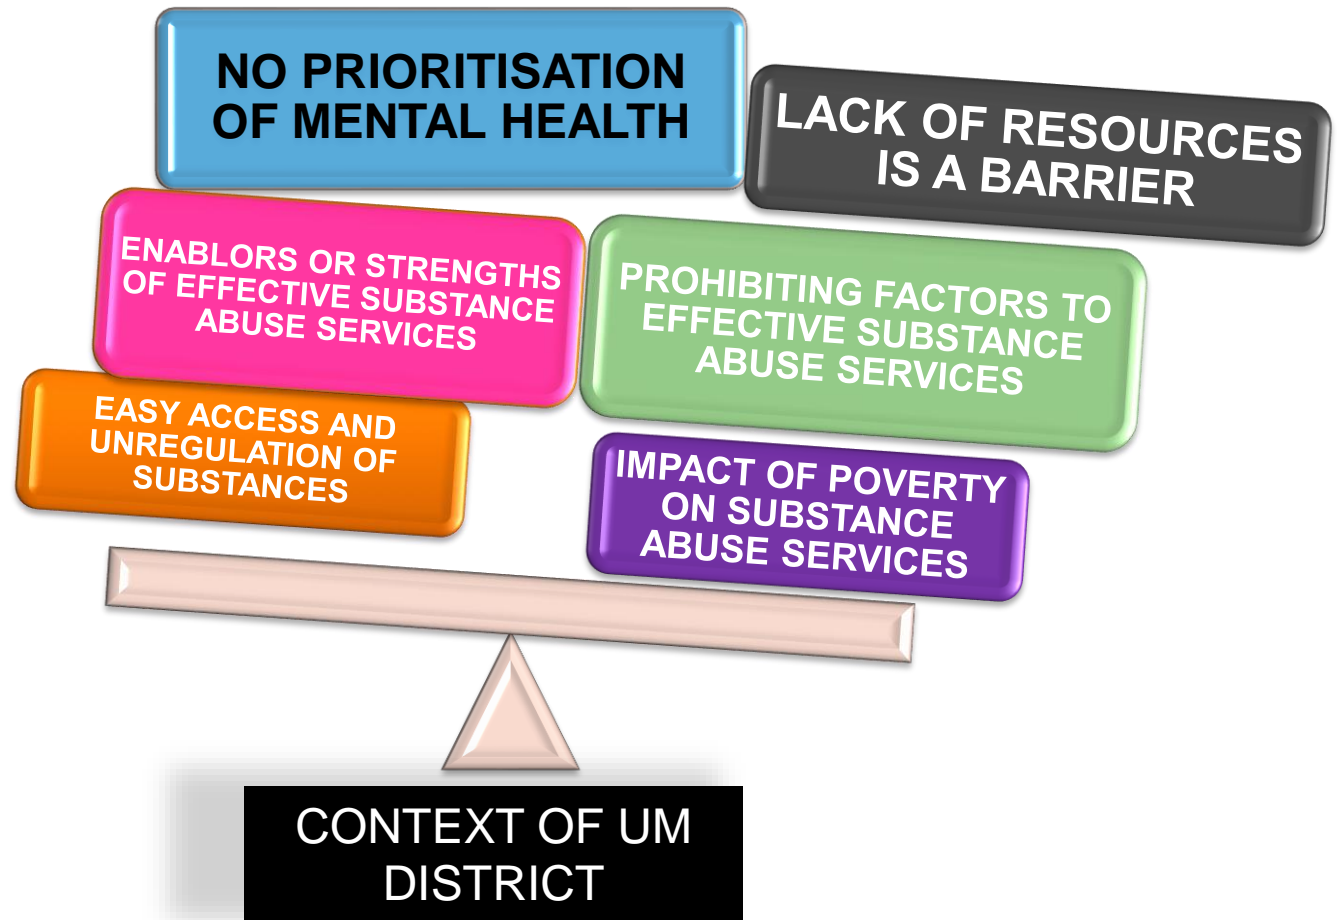 NO PRIORITISATION
OF MENTAL HEALTH
LACK OF RESOURCES
IS A BARRIER
ENABLORS OR STRENGTHS
OF EFFECTIVE SUBSTANCE
ABUSE SERVICES
PROHIBITING FACTORS TO
EFFECTIVE SUBSTANCE
ABUSE SERVICES
EASY ACCESS AND
UNREGULATION OF
SUBSTANCES
IMPACT OF POVERTY
ON SUBSTANCE
ABUSE SERVICES
CONTEXT OF UM
DISTRICT